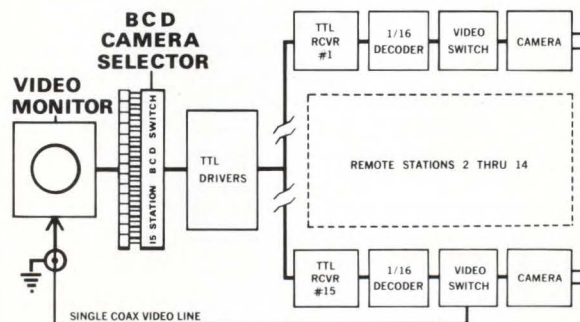 BCD
CAMERA
SELECTOR
VIDEO
MONITOR
15 STATION BCD SWITCH
TTL
DRIVERS
TTL
RCVR
#1
1/16
DECODER
VIDEO
SWITCH
CAMERA
REMOTE STATIONS 2 THRU 14
TTL
RCVR
#15
1/16
DECODER
VIDEO
SWITCH
CAMERA
SINGLE COAX VIDEO LINE